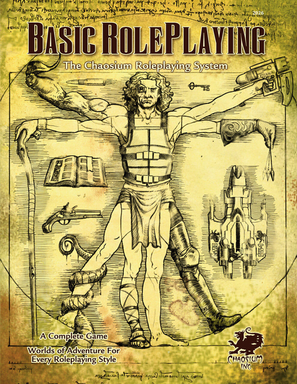 BASIC ROLEPLAYING
The Chaosium Roleplaying System
A Complete Game
Worlds of Adventure For
Every Roleplaying Style
CHAOSIUM
INC.